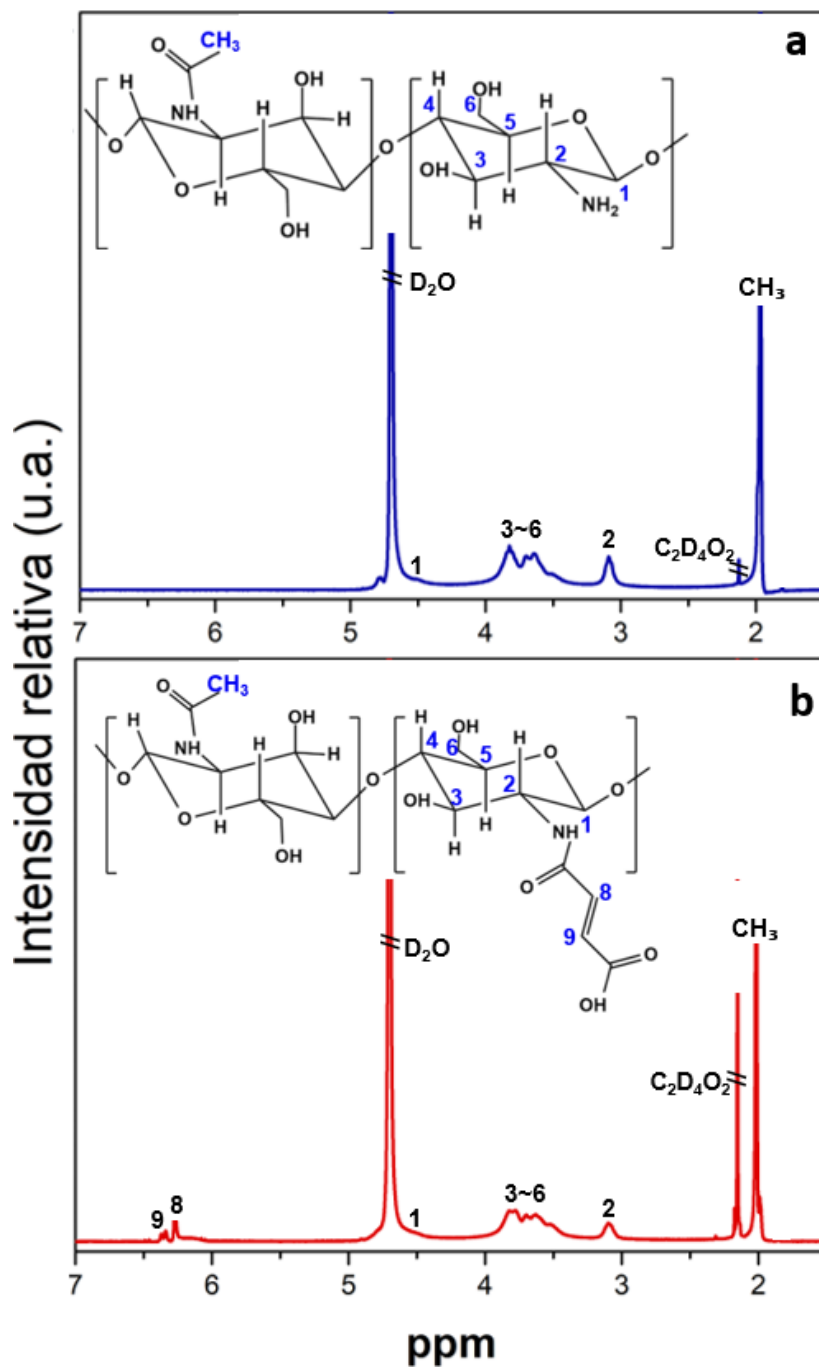 a
CH₃
O
H
NH
OH
H
H
O
O
H
OH
O
H
4
OH
6
5
H
O
2
3
OH
H
H
NH₂
1
O
D₂O
CH₃
1
3~6
2
C₂D₄O₂
7 6 5 4 3 2
Intensidad relativa (u.a.)
b
CH₃
O
H
NH
OH
H
H
O
O
H
OH
O
H
4
OH
6
5
H
O
2
3
OH
H
H
NH
1
O
O
8
9
O
OH
D₂O
CH₃
C₂D₄O₂
9
8
1
3~6
2
7 6 5 4 3 2
ppm